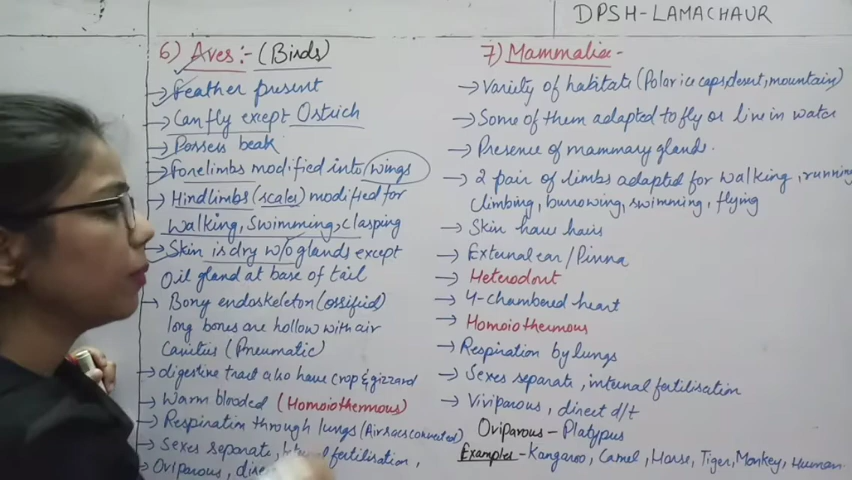 DPSH-LAMACHAUR
6) Aves:- (Birds)
→ Feather present
→ Can fly except Ostrich
→ Possess beak
→ Forelimbs modified into wings
→ Hindlimbs (scales) modified for
walking, swimming, clasping
→ Skin is dry w/o glands except
Oil gland at base of tail
→ Bony endoskeleton (ossified)
long bones are hollow with air
cavities (Pneumatic)
→ digestive tract also have crop & gizzard
→ Warm blooded (Homoiothermous)
→ Respiration through lungs (Airsacs connected)
→ Sexes separate, fertilisation,
→ Oviparous,
7) Mammalia-
→ Variety of habitats (Polar ice caps, desert, mountain)
→ Some of them adapted to fly or live in water
→ Presence of mammary glands.
→ 2 pair of limbs adapted for walking, running
climbing, burrowing, swimming, flying
→ Skin have hairs
→ External ear/Pinna
→ Heterodont
→ 4-chambered heart
→ Homoiothermous
→ Respiration by lungs
→ Sexes separate, internal fertilisation
→ Viviparous, direct d/t
Oviparous- Platypus
Examples- Kangaroo, Camel, Horse, Tiger, Monkey, Human